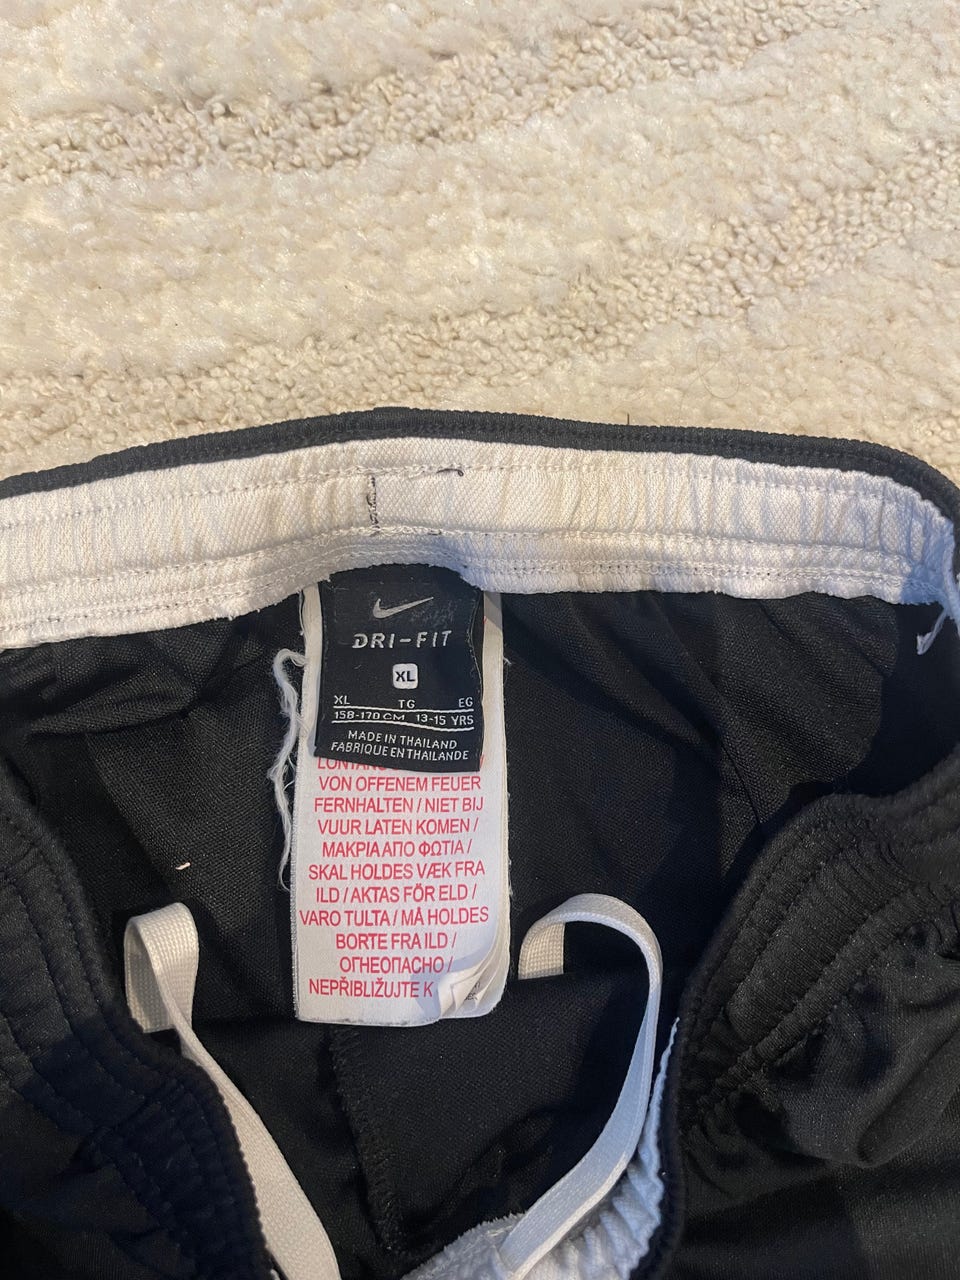 DRI-FIT
XL
XL TG EG
158-170 CM 13-15 YRS
MADE IN THAILAND
FABRIQUE EN THAILANDE
VON OFFENEM FEUER
FERNHALTEN / NIET BIJ
VUUR LATEN KOMEN /
ΜΑΚΡΙΑ ΑΠΟ ΦΩΤΙΑ /
SKAL HOLDES VÆK FRA
ILD / AKTAS FÖR ELD /
VARO TULTA / MÅ HOLDES
BORTE FRA ILD /
ОГНЕОПАСНО /
NEPŘIBLIŽUJTE K